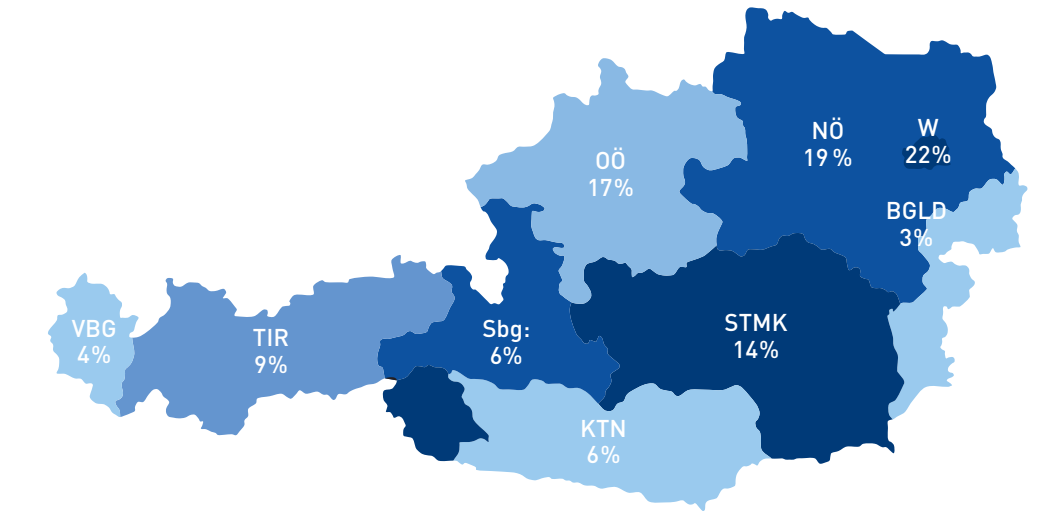 NÖ
19 %
W
22%
OÖ
17%
BGLD
3%
VBG
4%
TIR
9%
Sbg:
6%
STMK
14%
KTN
6%